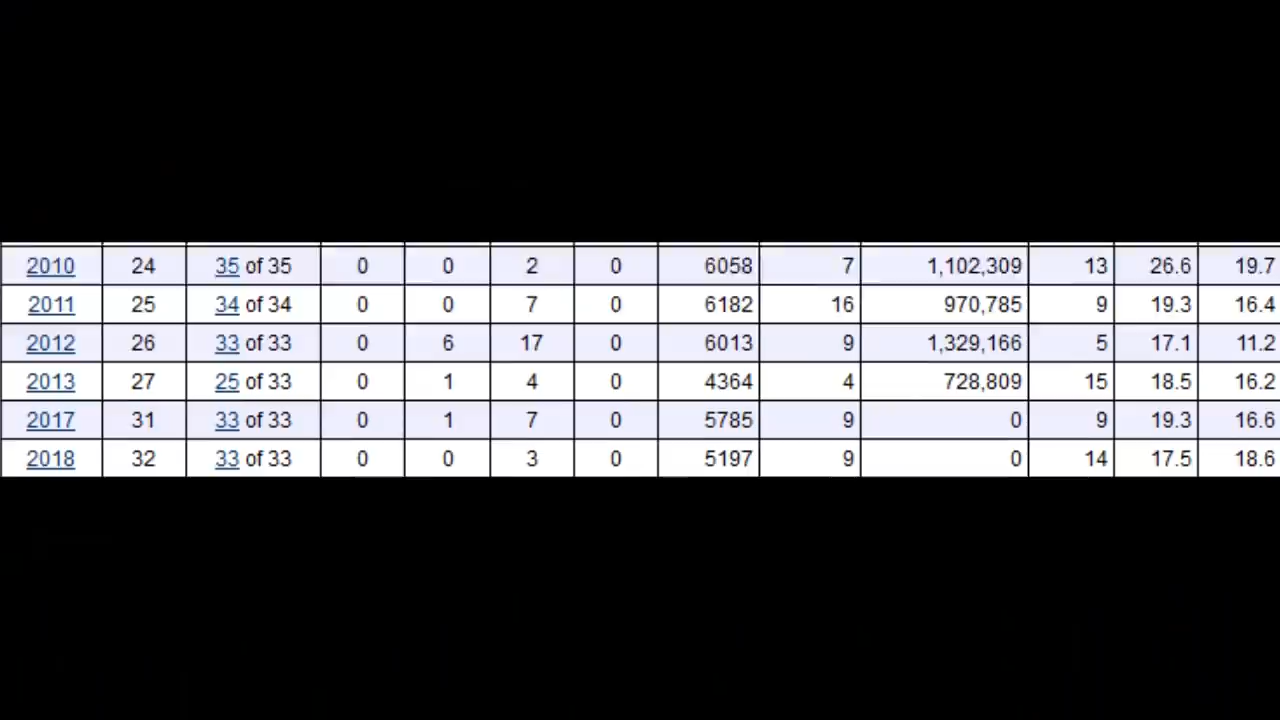 2010 24 35 of 35 0 0 2 0 6058 7 1,102,309 13 26.6 19.7
2011 25 34 of 34 0 0 7 0 6182 16 970,785 9 19.3 16.4
2012 26 33 of 33 0 6 17 0 6013 9 1,329,166 5 17.1 11.2
2013 27 25 of 33 0 1 4 0 4364 4 728,809 15 18.5 16.2
2017 31 33 of 33 0 1 7 0 5785 9 0 9 19.3 16.6
2018 32 33 of 33 0 0 3 0 5197 9 0 14 17.5 18.6